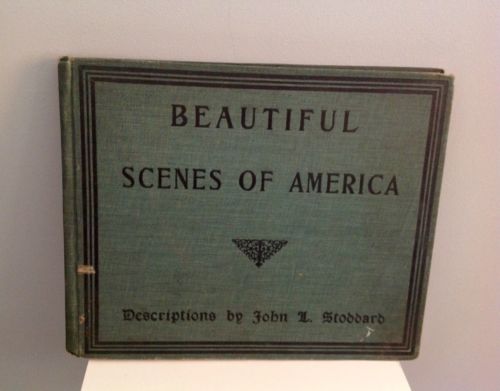 BEAUTIFUL
SCENES OF AMERICA
Descriptions by John L. Stoddard